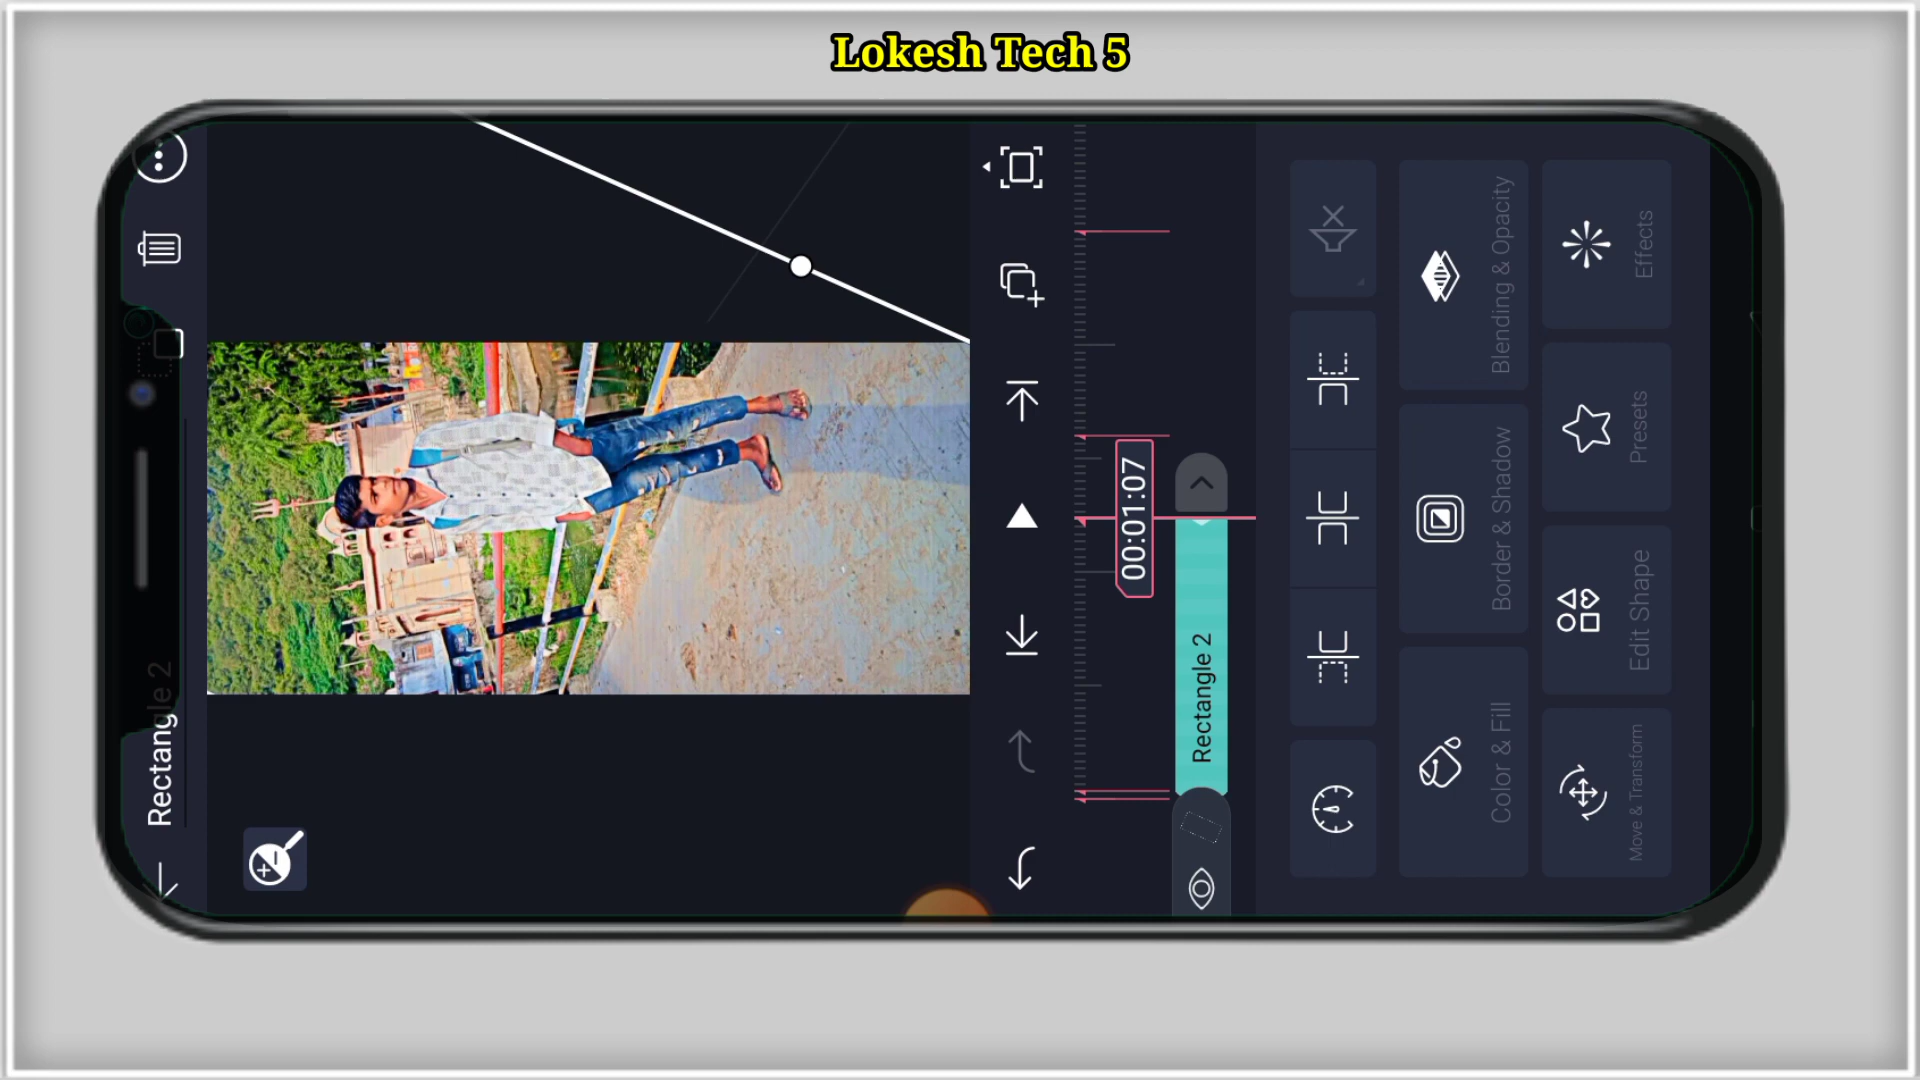 Lokesh Tech 5
Rectangle 2
00:01:07
Rectangle 2
Blending & Opacity
Border & Shadow
Color & Fill
Effects
Presets
Edit Shape
Move & Transform